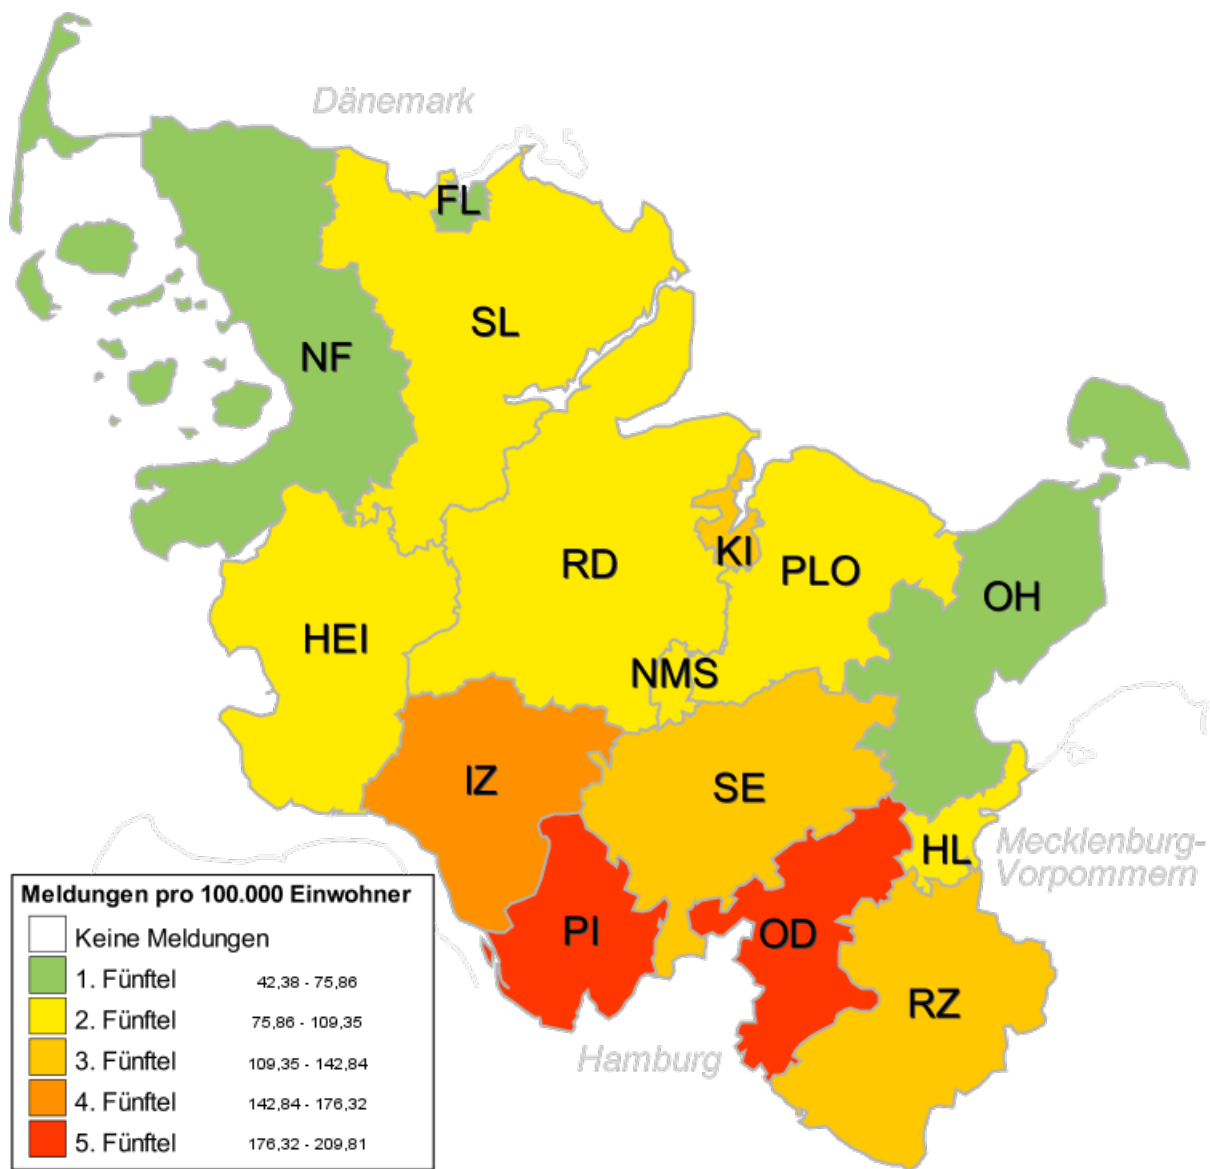 Dänemark
FL
SL
NF
RD
KI
PLO
OH
HEI
NMS
IZ
SE
HL
Mecklenburg-
Vorpommern
PI
OD
RZ
Hamburg
Meldungen pro 100.000 Einwohner
Keine Meldungen
1. Fünftel 42,38 - 75,86
2. Fünftel 75,86 - 109,35
3. Fünftel 109,35 - 142,84
4. Fünftel 142,84 - 176,32
5. Fünftel 176,32 - 209,81